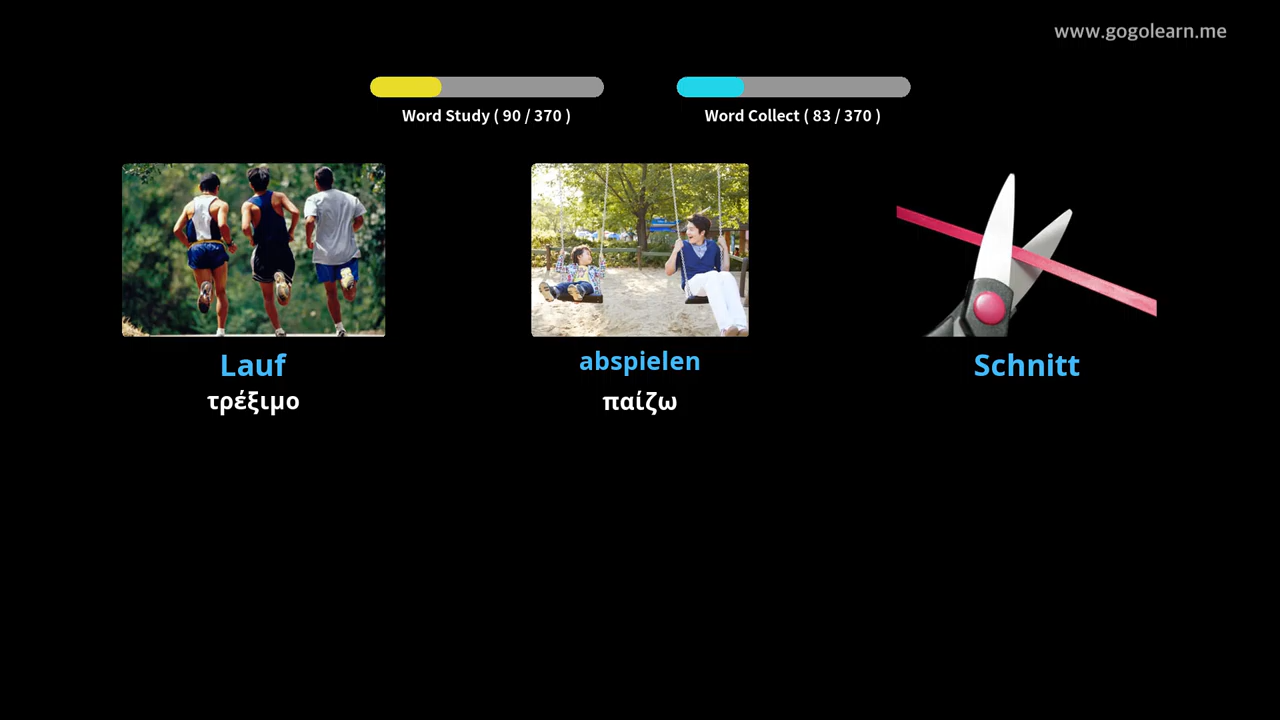 www.gogolearn.me
Word Study ( 90 / 370 )
Word Collect ( 83 / 370 )
Lauf
abspielen
Schnitt
τρέξιμο
παίζω